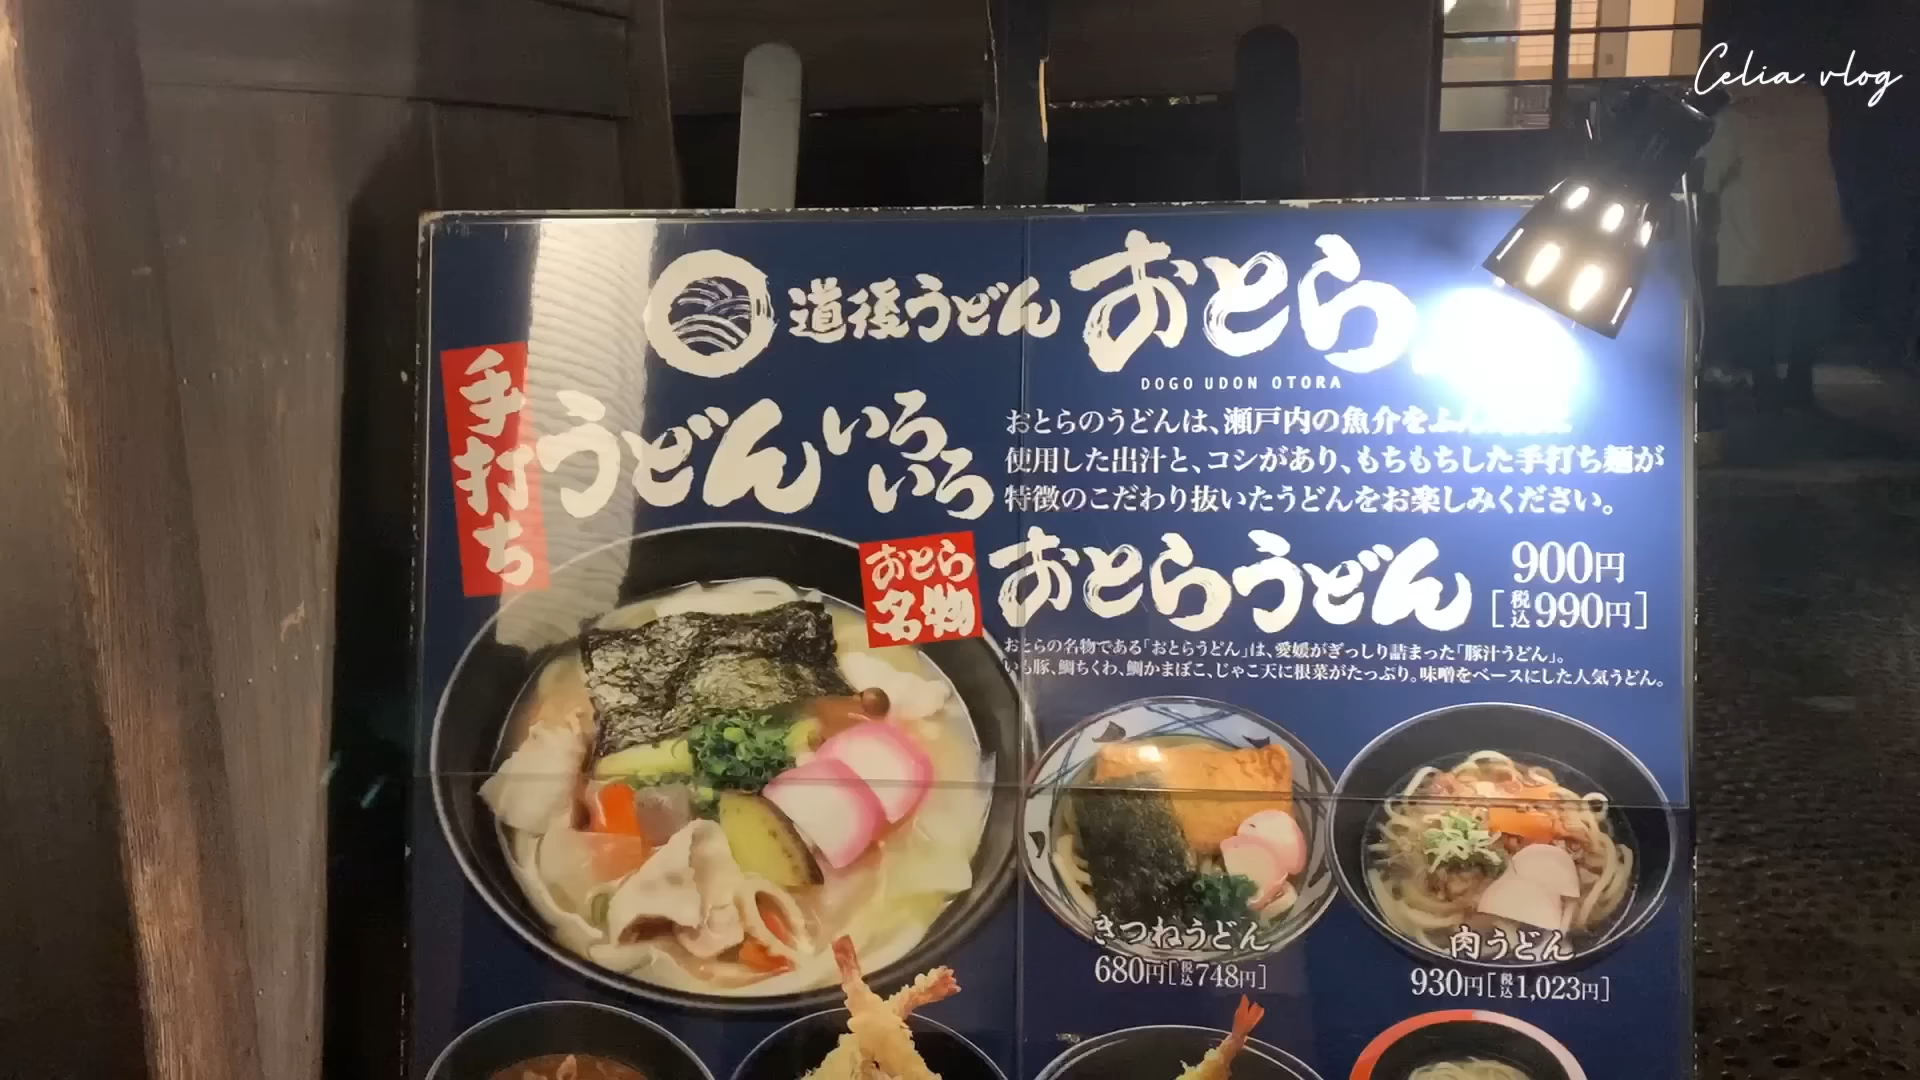 Celia vlog
道後うどん おとら
DOGO UDON OTORA
手打ち
うどんいろいろ
おとらのうどんは、瀬戸内の魚介を
使用した出汁と、コシがあり、もちもちした手打ち麺が
特徴のこだわり抜いたうどんをお楽しみください。
おとら名物
おとらうどん
900円
[税込990円]
おとらの名物である「おとらうどん」は、愛媛がぎっしり詰まった「豚汁うどん」。
いも豚、鯛ちくわ、鯛かまぼこ、じゃこ天に根菜がたっぷり。味噌をベースにした人気うどん。
きつねうどん
680円[税込748円]
肉うどん
930円[税込1,023円]